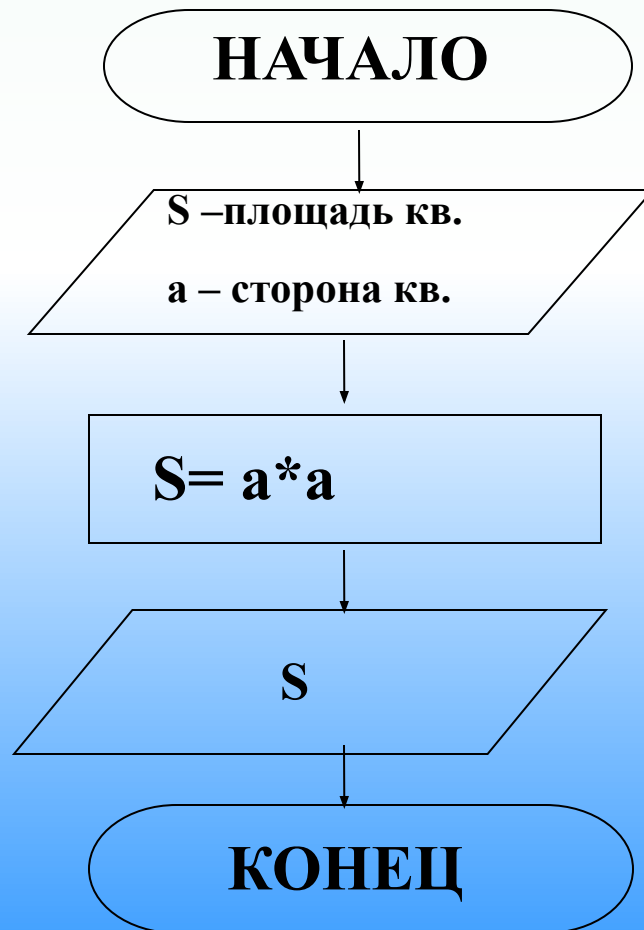 НАЧАЛО
S –площадь кв.
а – сторона кв.
S= а*а
S
КОНЕЦ